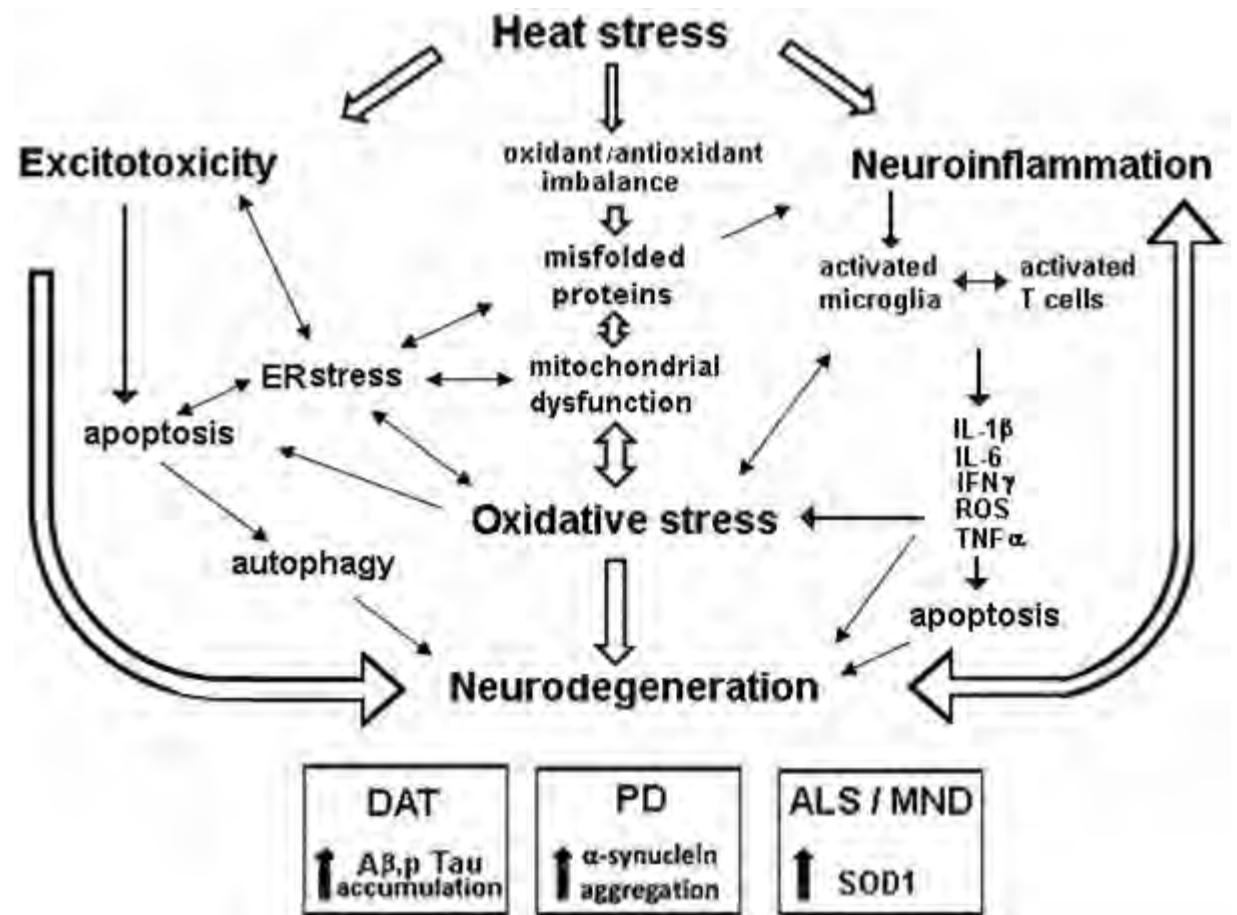 Heat stress
Excitotoxicity
oxidant/antioxidant
imbalance
Neuroinflammation
misfolded
proteins
activated
microglia
activated
T cells
ER stress
mitochondrial
dysfunction
apoptosis
IL-1β
IL-6
IFNγ
ROS
TNFα
Oxidative stress
autophagy
apoptosis
Neurodegeneration
DAT
Aβ,p Tau
accumulation
PD
α-synuclein
aggregation
ALS / MND
SOD1